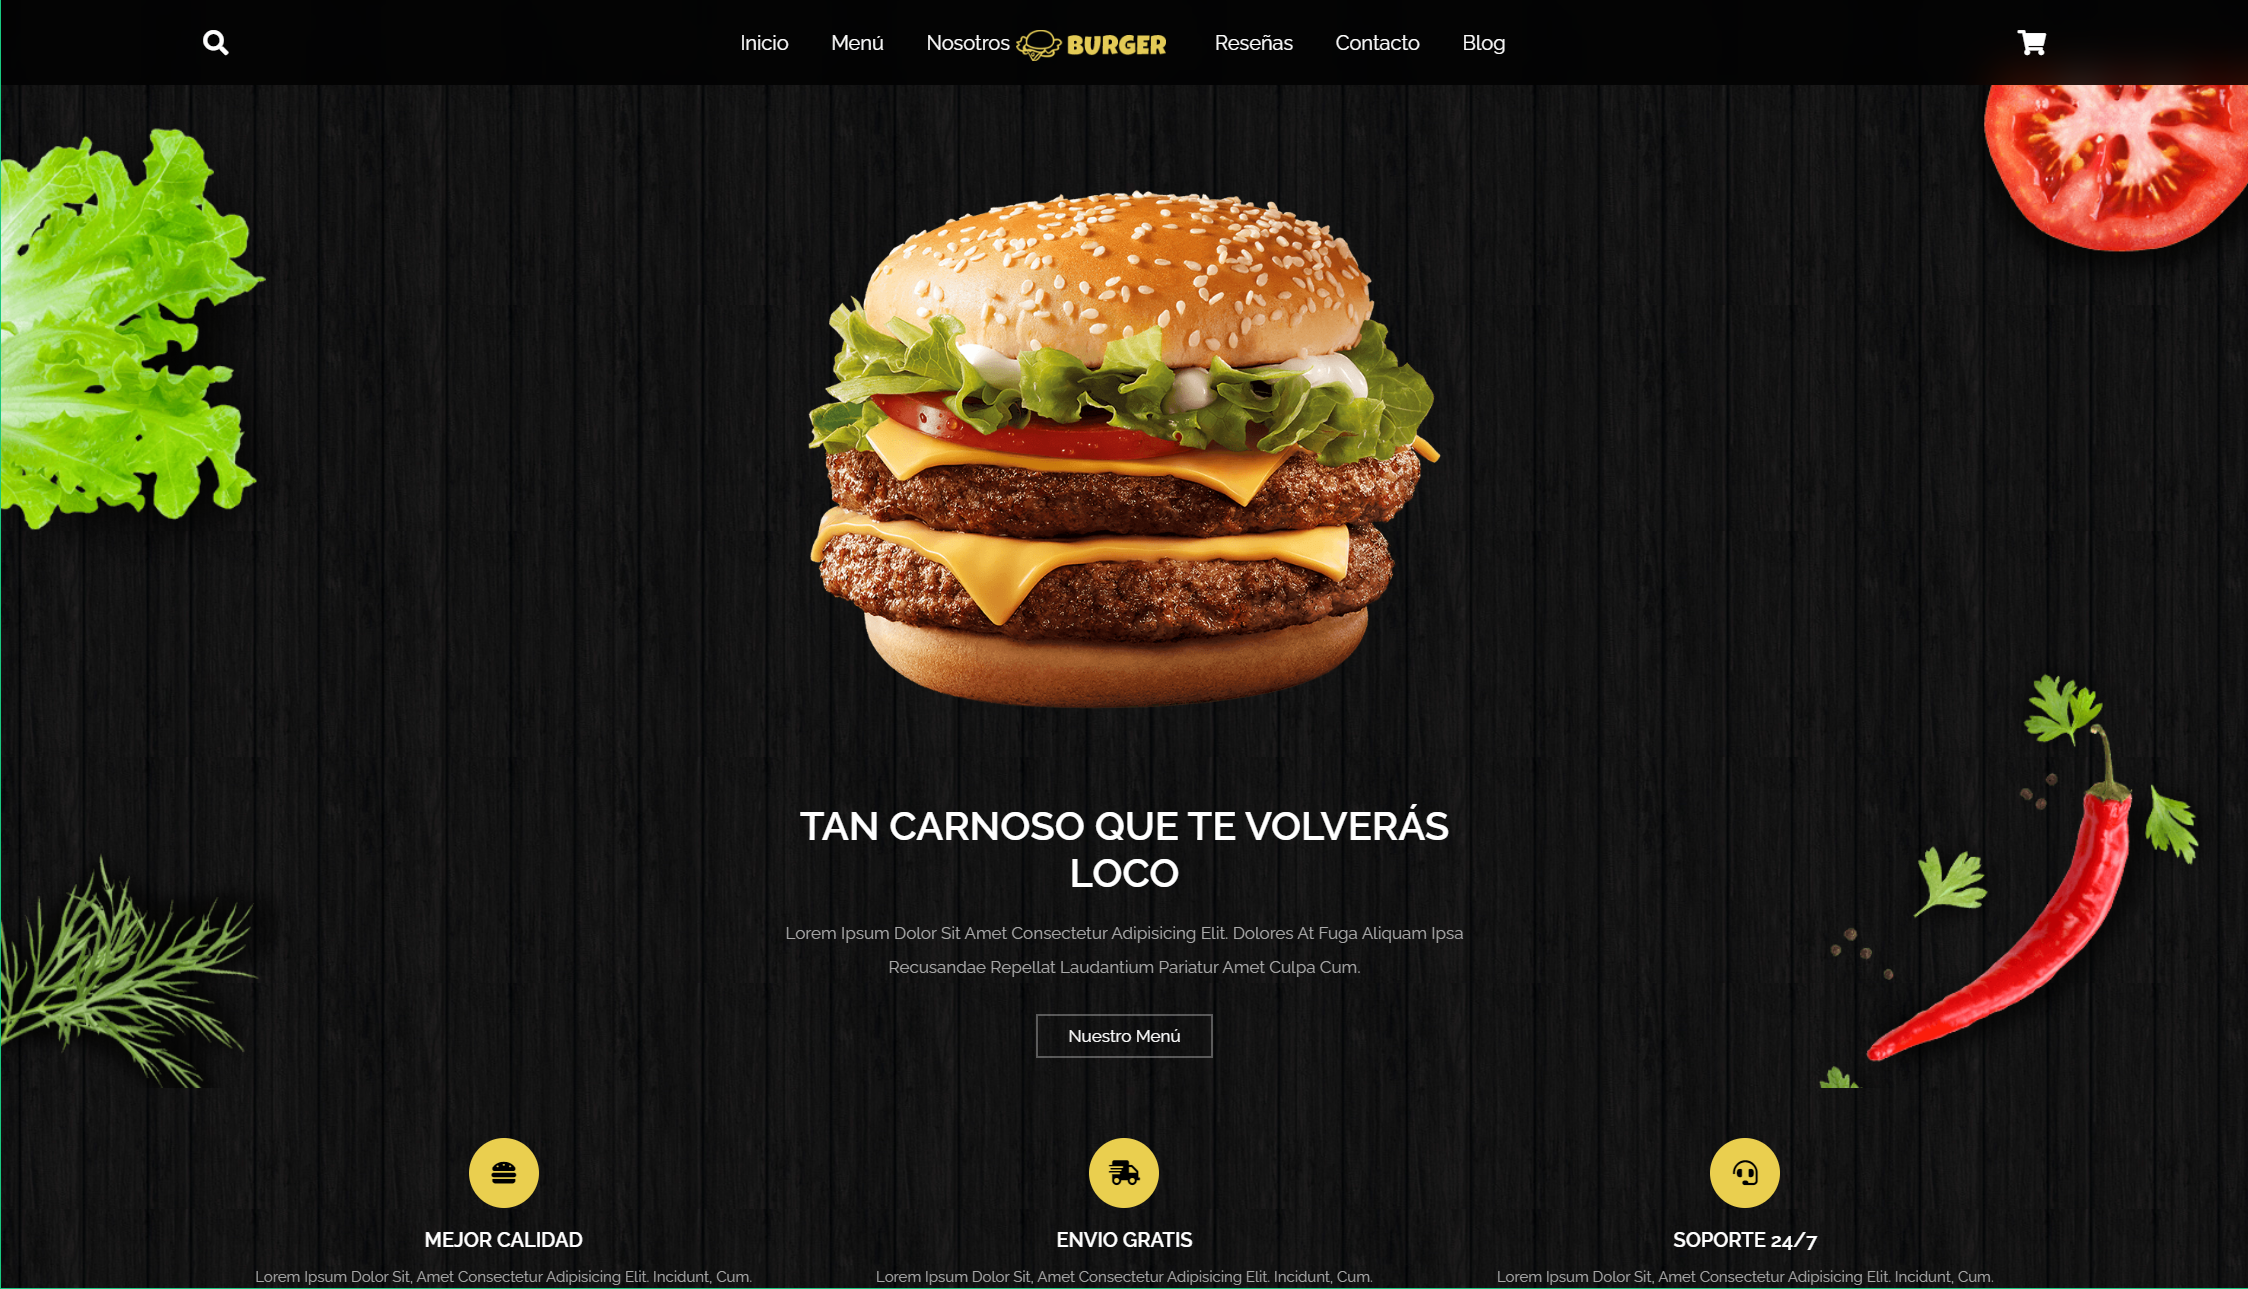 Inicio Menú Nosotros BURGER Reseñas Contacto Blog
TAN CARNOSO QUE TE VOLVERÁS
LOCO
Lorem Ipsum Dolor Sit Amet Consectetur Adipisicing Elit. Dolores At Fuga Aliquam Ipsa
Recusandae Repellat Laudantium Pariatur Amet Culpa Cum.
Nuestro Menú
MEJOR CALIDAD
Lorem Ipsum Dolor Sit, Amet Consectetur Adipisicing Elit. Incidunt, Cum.
ENVIO GRATIS
Lorem Ipsum Dolor Sit, Amet Consectetur Adipisicing Elit. Incidunt, Cum.
SOPORTE 24/7
Lorem Ipsum Dolor Sit, Amet Consectetur Adipisicing Elit. Incidunt, Cum.